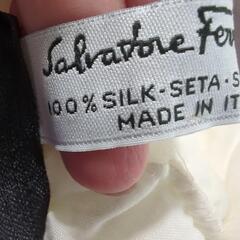 Salvatore Fer
100% SILK-SETA-S
MADE IN IT